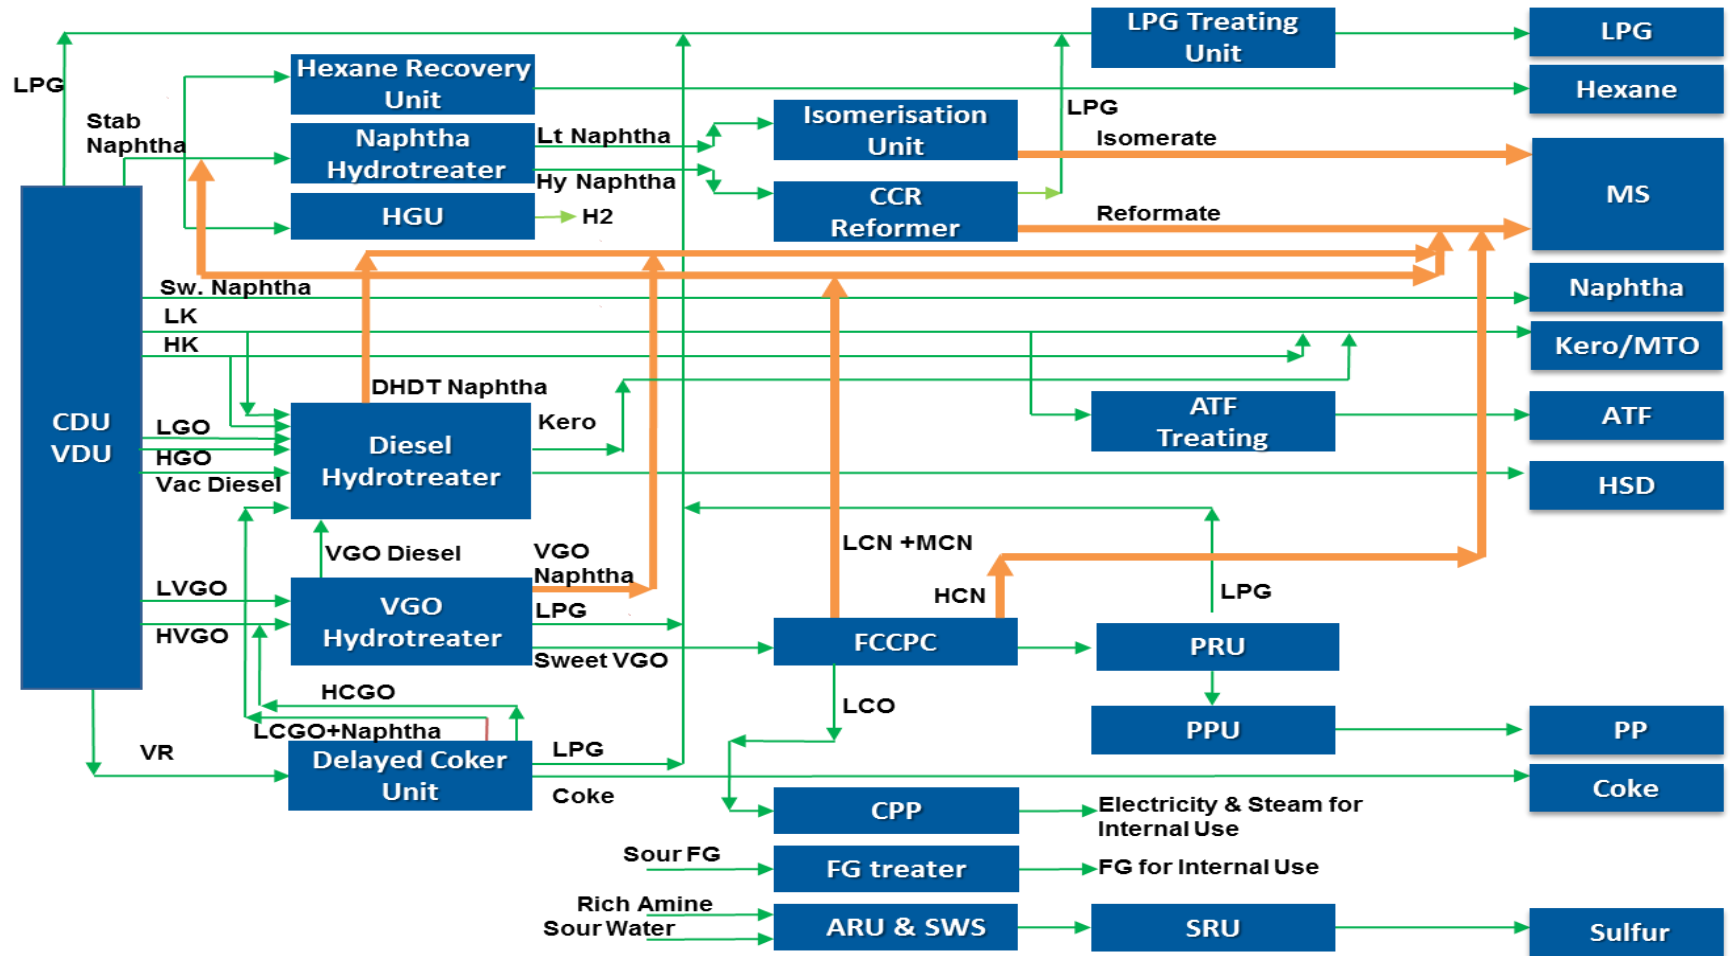 LPG Treating
Unit
LPG
LPG
Hexane Recovery
Unit
Hexane
Stab
Naphtha
Naphtha
Hydrotreater
Lt Naphtha
Hy Naphtha
Isomerisation
Unit
LPG
Isomerate
MS
HGU
H2
CCR
Reformer
Reformate
Sw. Naphtha
Naphtha
LK
HK
Kero/MTO
DHDT Naphtha
CDU
VDU
LGO
HGO
Vac Diesel
Diesel
Hydrotreater
Kero
ATF
Treating
ATF
HSD
VGO Diesel
VGO
Naphtha
LCN +MCN
HCN
LPG
LVGO
HVGO
VGO
Hydrotreater
LPG
Sweet VGO
FCCPC
PRU
HCGO
LCGO+Naphtha
LCO
PPU
PP
VR
Delayed Coker
Unit
LPG
Coke
Coke
CPP
Electricity & Steam for
Internal Use
Sour FG
FG treater
FG for Internal Use
Rich Amine
Sour Water
ARU & SWS
SRU
Sulfur